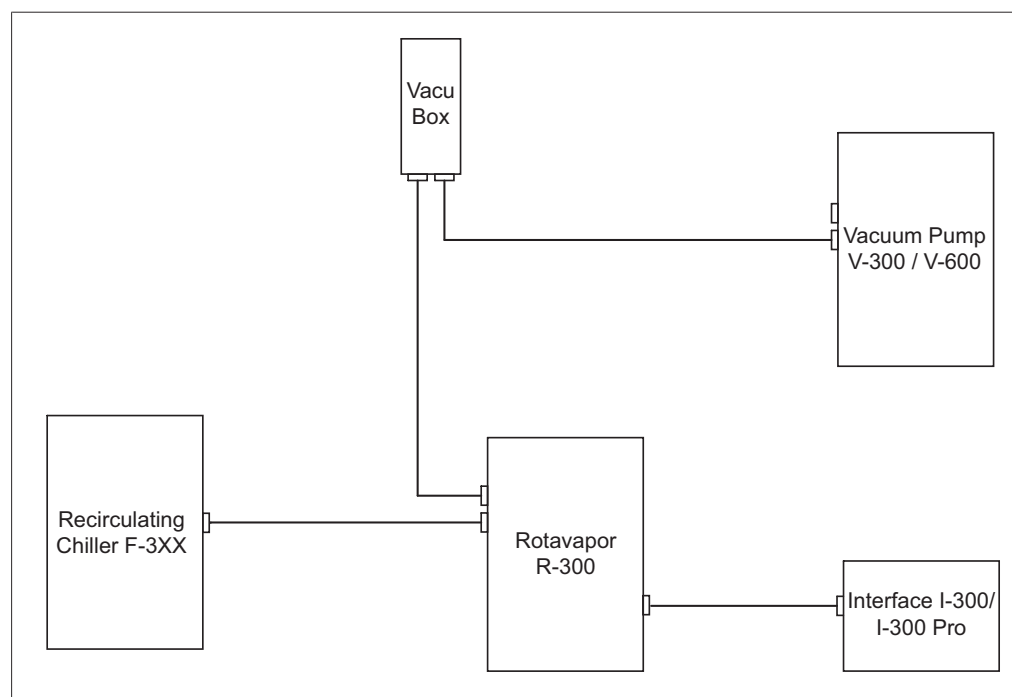 Vacu
Box
Vacuum Pump
V-300 / V-600
Recirculating
Chiller F-3XX
Rotavapor
R-300
Interface I-300/
I-300 Pro